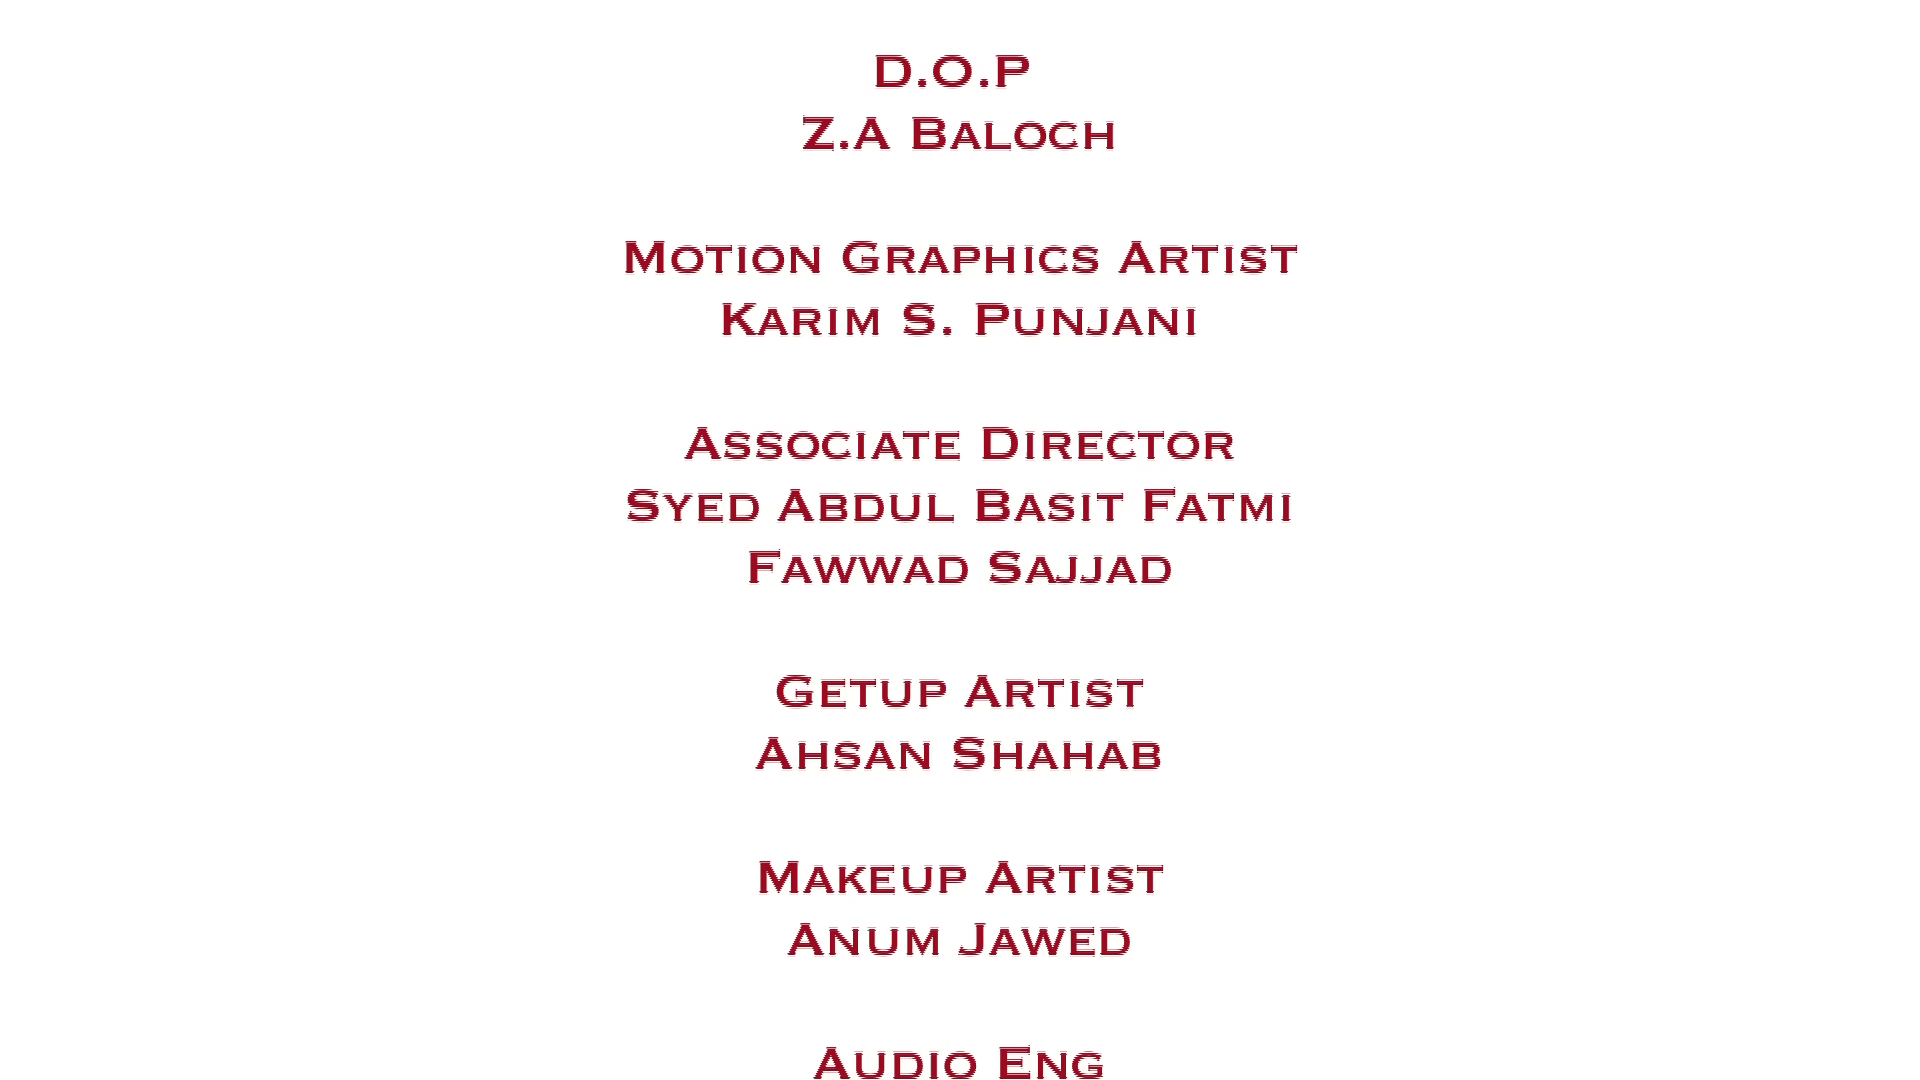 D.O.P
Z.A Baloch
Motion Graphics Artist
Karim S. Punjani
Associate Director
Syed Abdul Basit Fatmi
Fawwad Sajjad
Getup Artist
Ahsan Shahab
Makeup Artist
Anum Jawed
Audio Eng